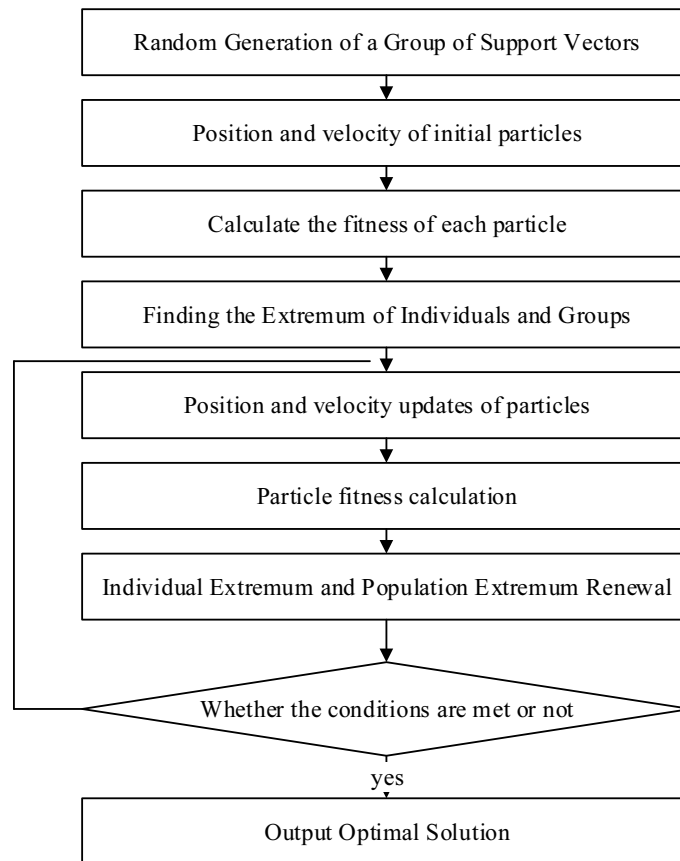 Random Generation of a Group of Support Vectors
Position and velocity of initial particles
Calculate the fitness of each particle
Finding the Extremum of Individuals and Groups
Position and velocity updates of particles
Particle fitness calculation
Individual Extremum and Population Extremum Renewal
Whether the conditions are met or not
yes
Output Optimal Solution